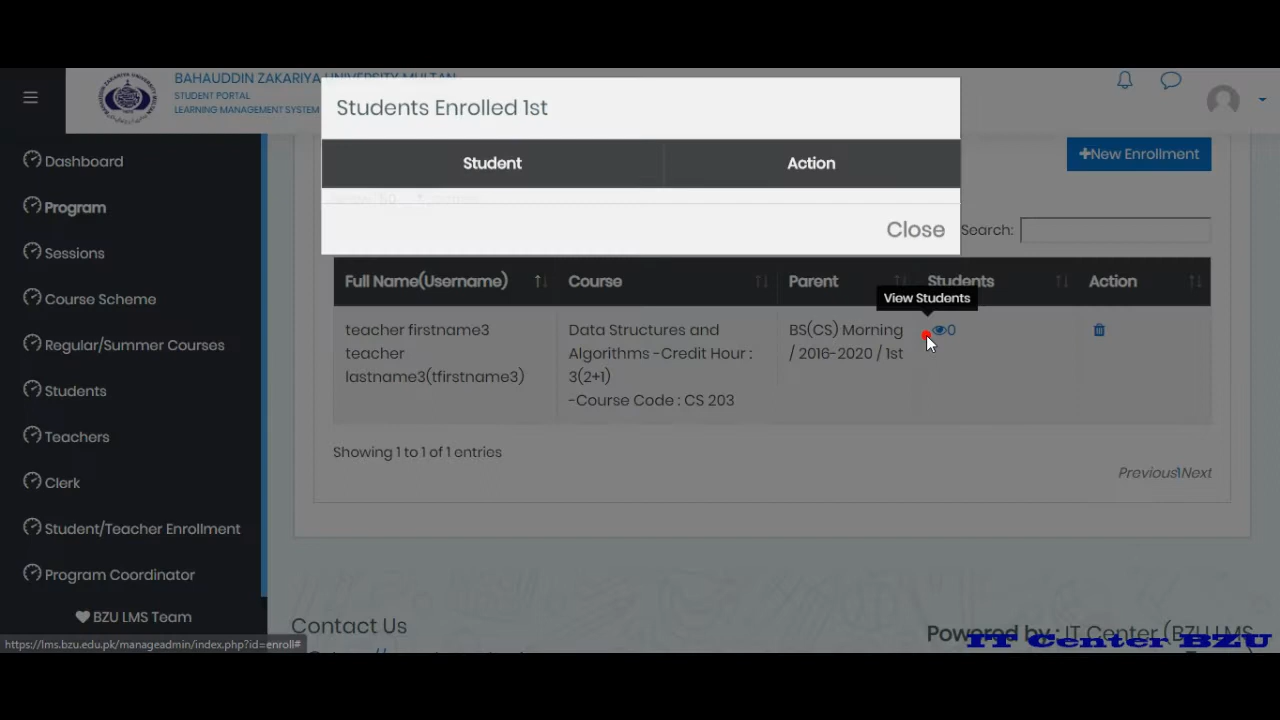 BAHAUDDIN ZAKARIYA UNIVERSITY MULTAN
STUDENT PORTAL
LEARNING MANAGEMENT SYSTEM
Students Enrolled 1st
Student Action
Close
New Enrollment
Search:
Dashboard
Program
Sessions
Course Scheme
Regular/Summer Courses
Students
Teachers
Clerk
Student/Teacher Enrollment
Program Coordinator
BZU LMS Team
Full Name(Username) Course Parent Students Action
View Students
teacher firstname3
teacher
lastname3(tfirstname3)
Data Structures and
Algorithms -Credit Hour :
3(2+1)
-Course Code : CS 203
BS(CS) Morning
/ 2016-2020 / 1st
0
Showing 1 to 1 of 1 entries
Previous1Next
Contact Us
Powered by : IT Center (BZU LMS
IT Center BZU
https://lms.bzu.edu.pk/manageadmin/index.php?id=enroll#